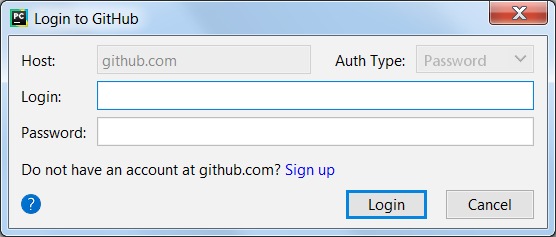 PC Login to GitHub
Host: github.com Auth Type: Password
Login:
Password:
Do not have an account at github.com? Sign up
? Login Cancel